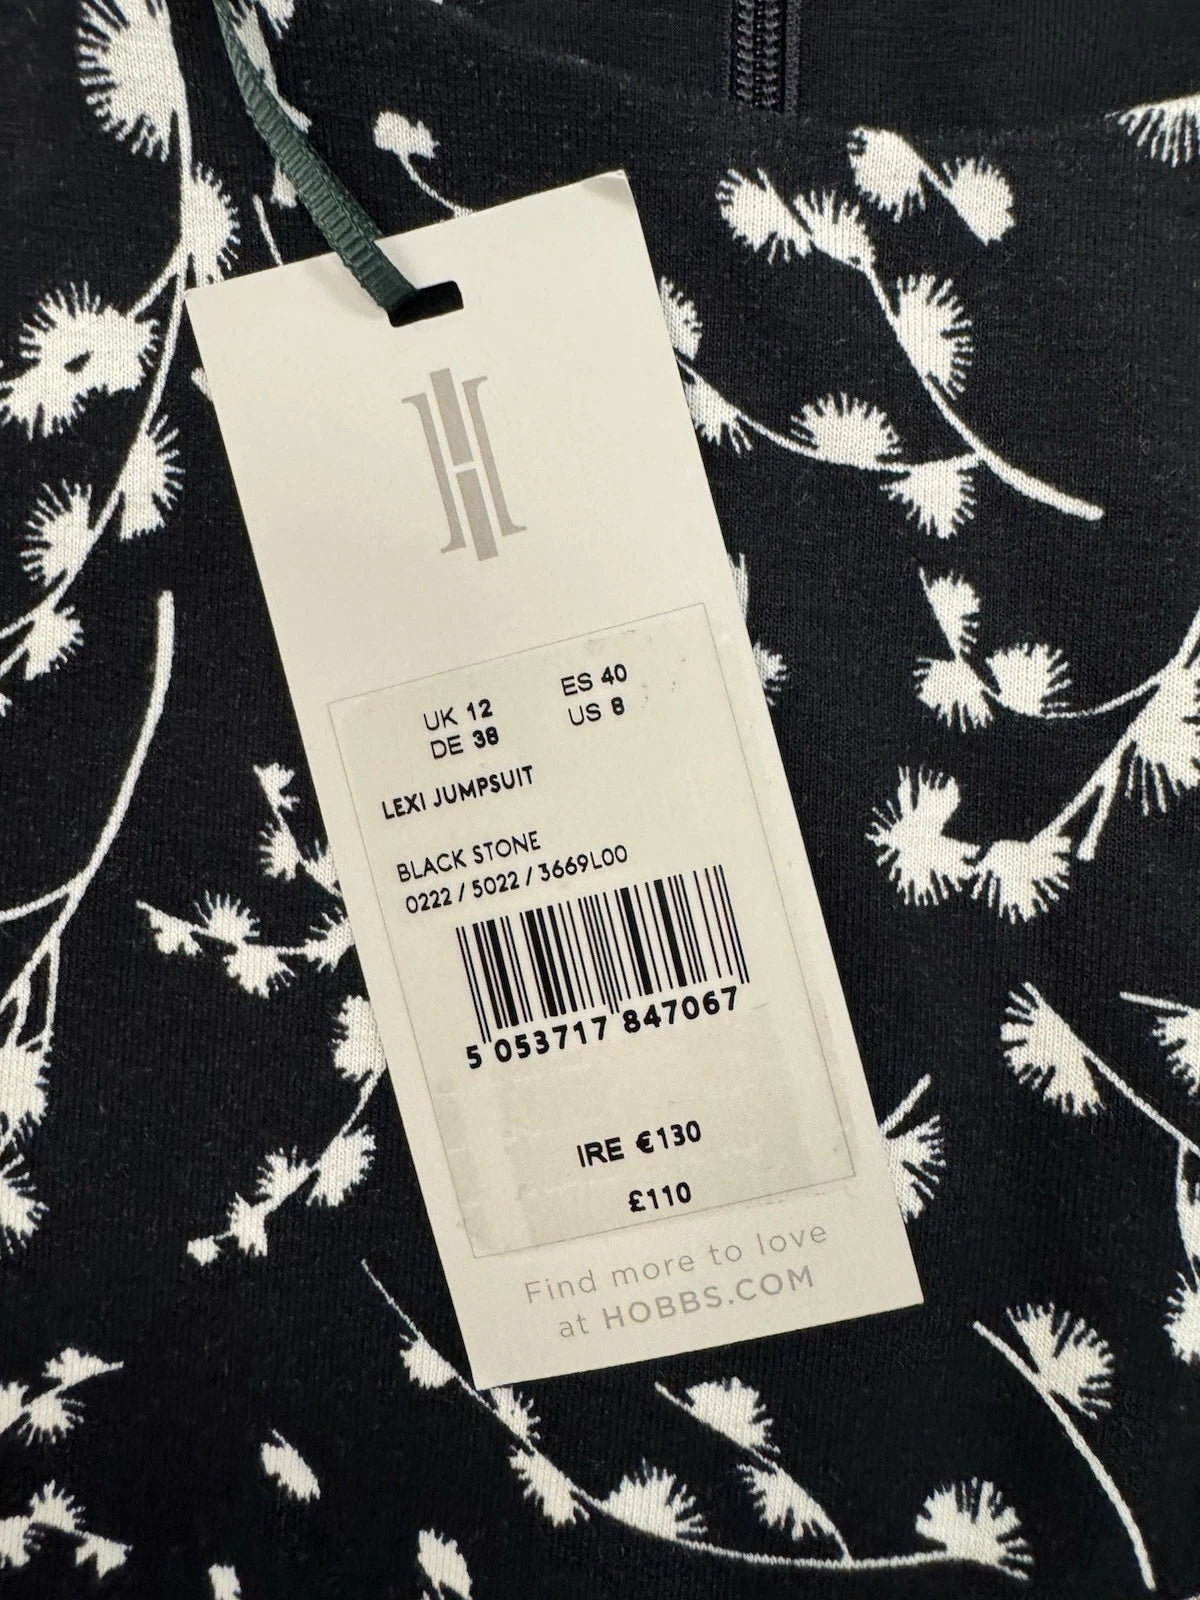 UK 12 ES 40
DE 38 US 8
LEXI JUMPSUIT
BLACK STONE
0222 / 5022 / 3669L00
5 053717 847067
IRE €130
£110
Find more to love
at HOBBS.COM